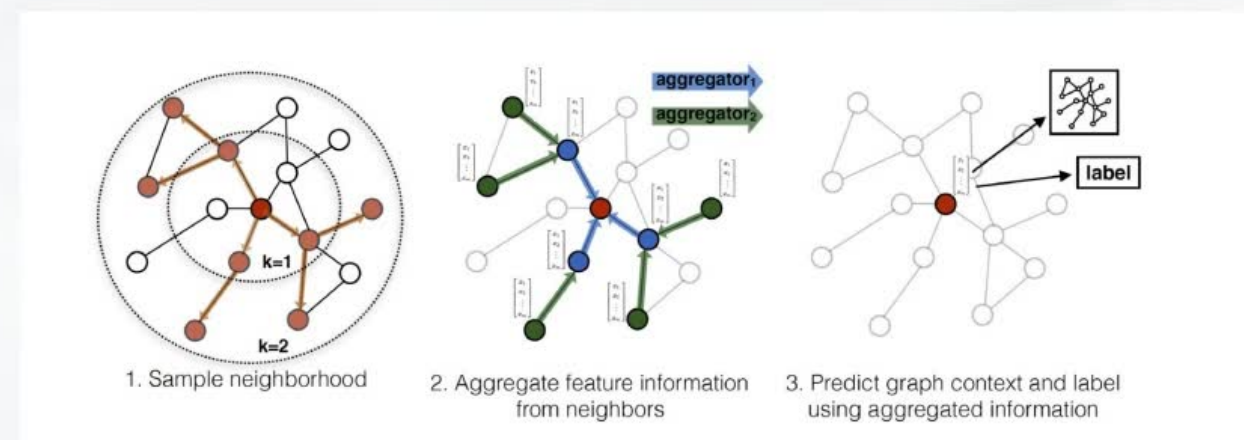 aggregator₁
aggregator₂
label
k=1
k=2
1. Sample neighborhood
2. Aggregate feature information
from neighbors
3. Predict graph context and label
using aggregated information